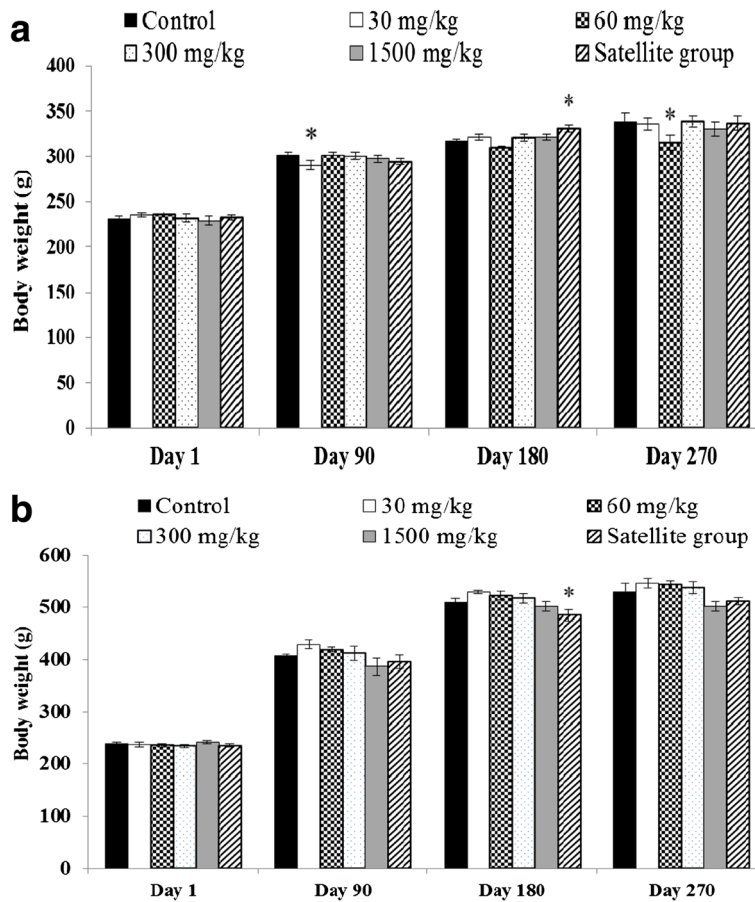 a
Control 30 mg/kg 60 mg/kg
300 mg/kg 1500 mg/kg Satellite group
400
350
300
250
200
150
100
50
0
Body weight (g)
*
*
*
Day 1 Day 90 Day 180 Day 270
b
Control 30 mg/kg 60 mg/kg
300 mg/kg 1500 mg/kg Satellite group
600
500
400
300
200
100
0
Body weight (g)
*
Day 1 Day 90 Day 180 Day 270